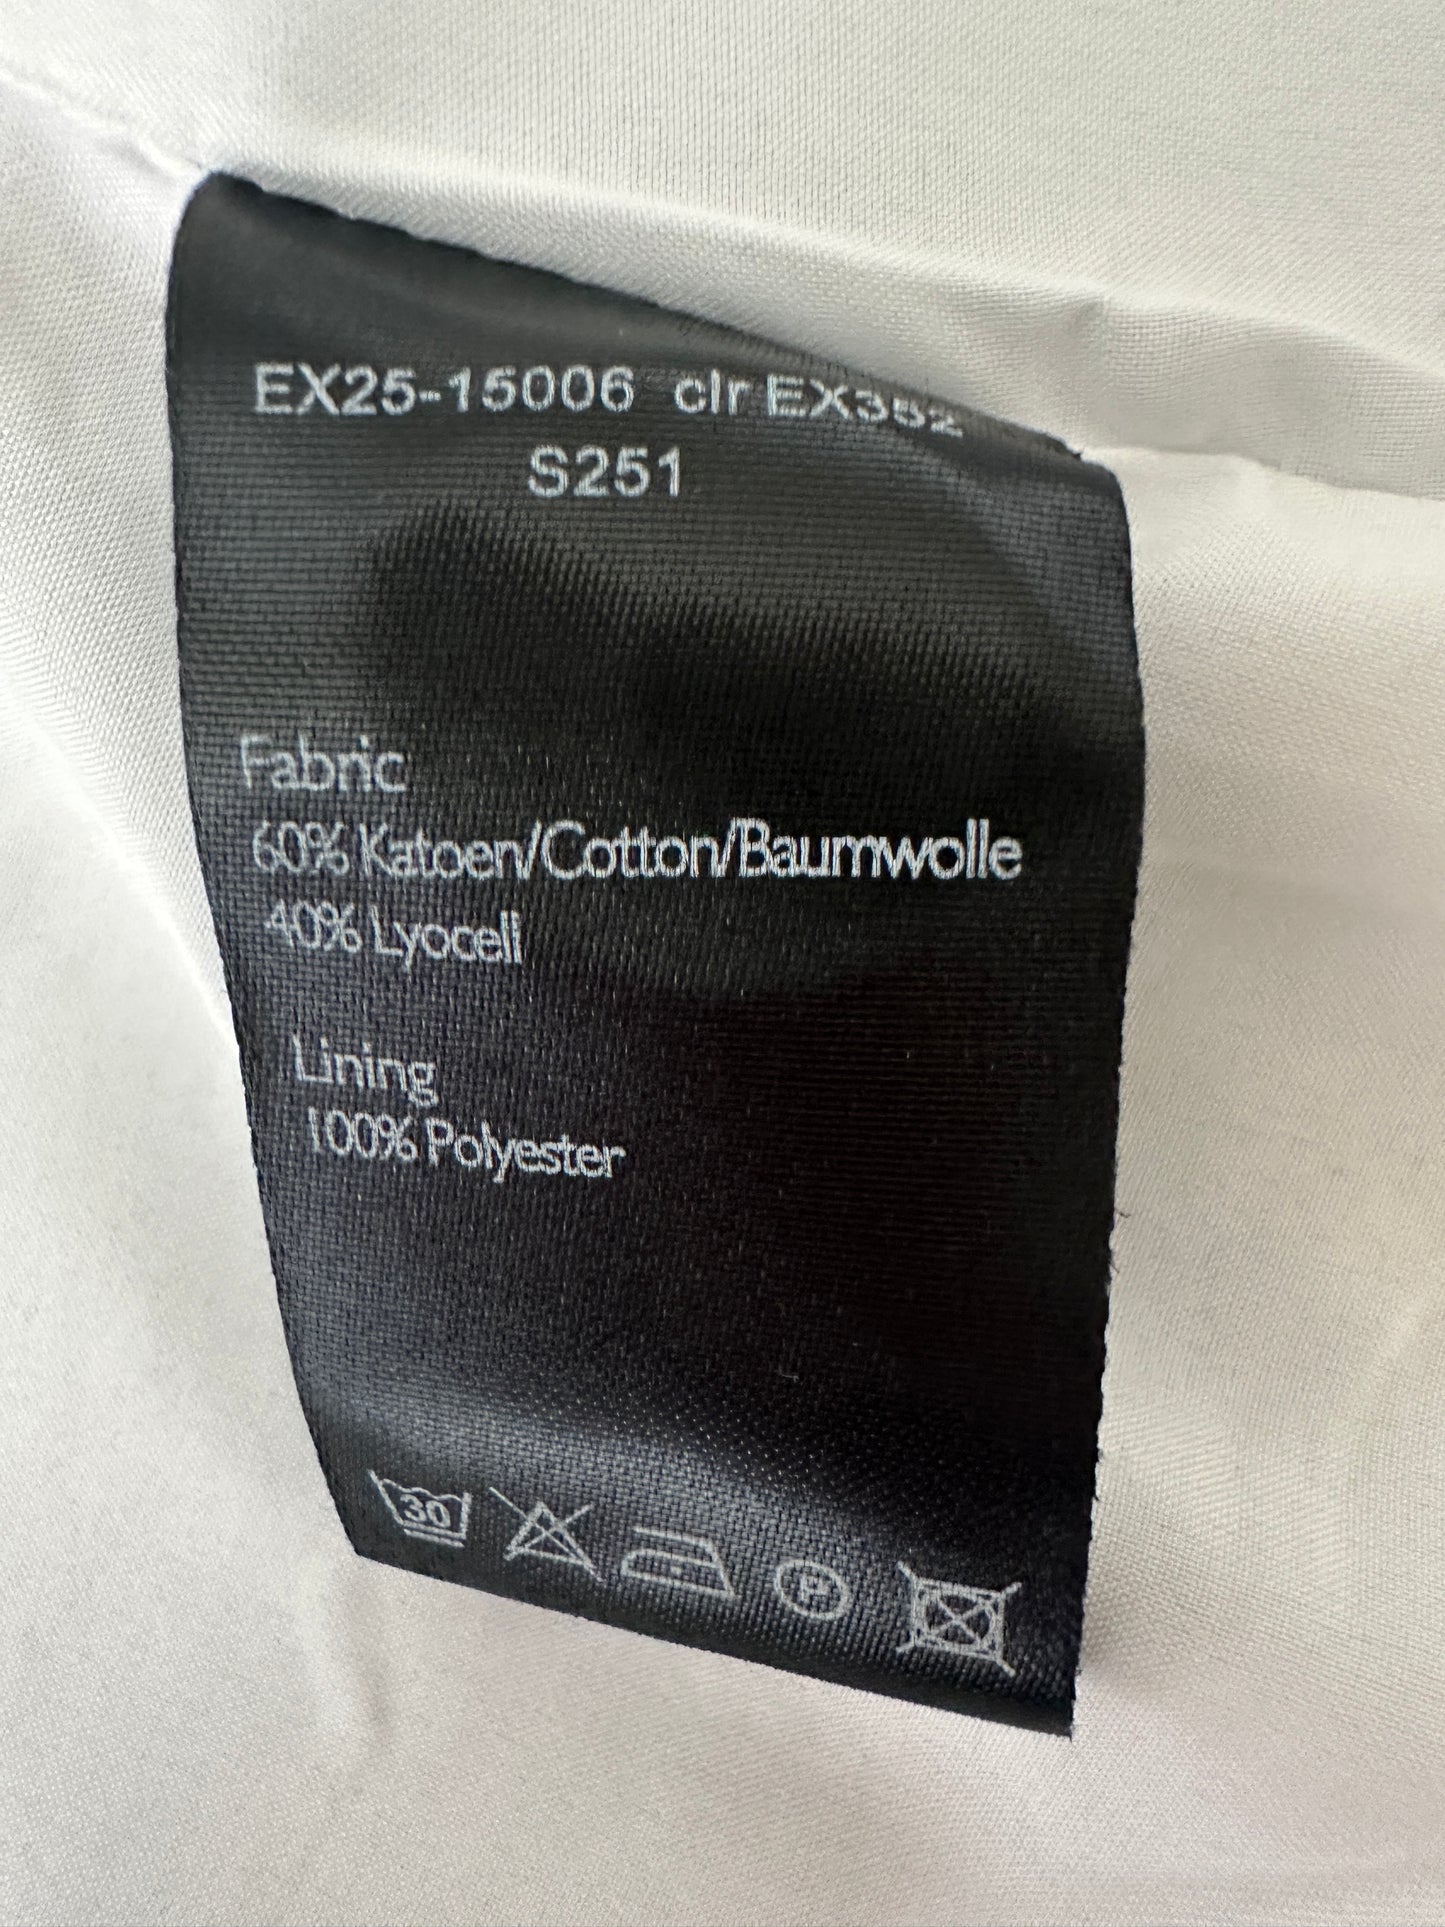 EX25-15006 clr EX352
S251
Fabric
60% Katoen/Cotton/Baumwolle
40% Lyocell
Lining
100% Polyester
30
P